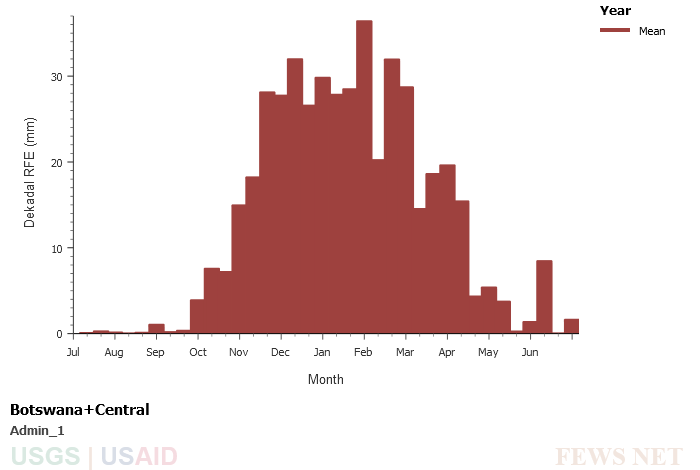 Year
Mean
Dekadal RFE (mm)
30
20
10
0
Jul Aug Sep Oct Nov Dec Jan Feb Mar Apr May Jun
Month
Botswana+Central
Admin_1
USGS | USAID
FEWS NET